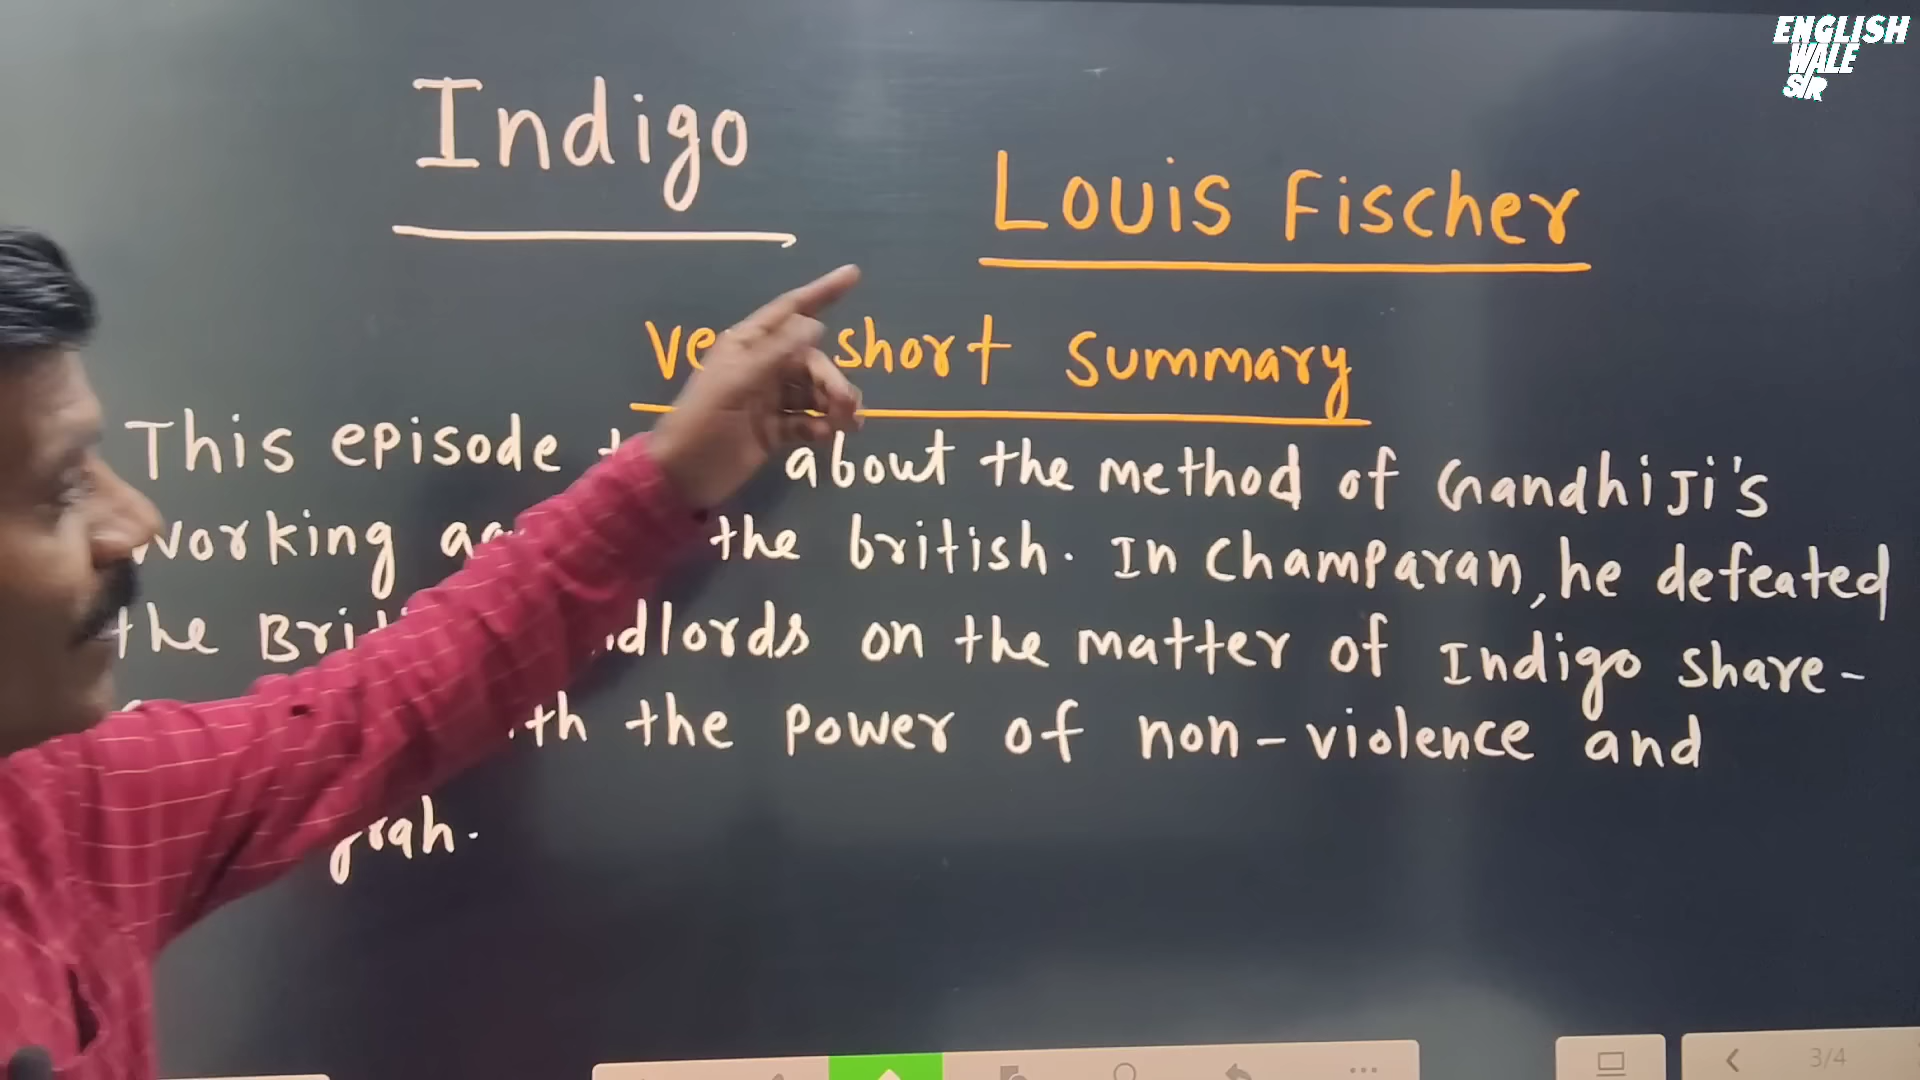 ENGLISH
WALE
SIR
Indigo
Louis Fischer
short Summary
This episode about the method of Gandhiji's
Working the british. In Champaran, he defeated
the on the matter of Indigo share-
the power of non-violence and
3/4